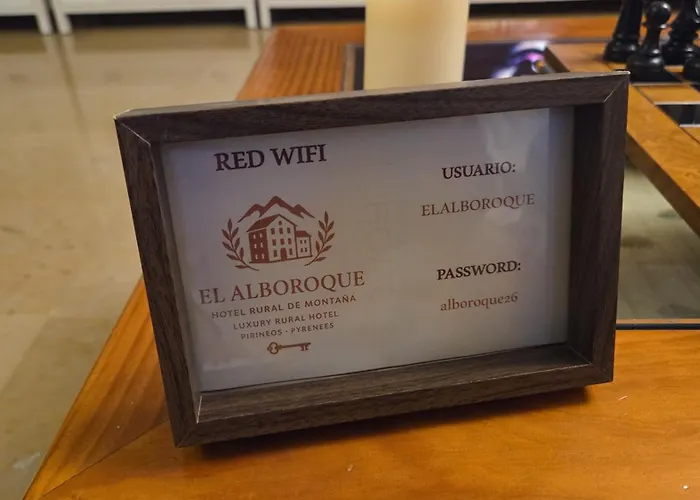 RED WIFI
EL ALBOROQUE
HOTEL RURAL DE MONTAÑA
LUXURY RURAL HOTEL
PIRINEOS - PYRENEES
USUARIO:
ELALBOROQUE
PASSWORD:
alboroque26